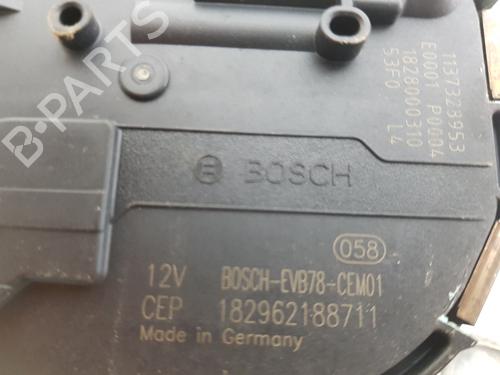 1137328953
E0001 P0004
1828000310
53F0 L4
BOSCH
058
12V BOSCH-EVB78-CEM01
CEP 182962188711
Made in Germany
B-PARTS